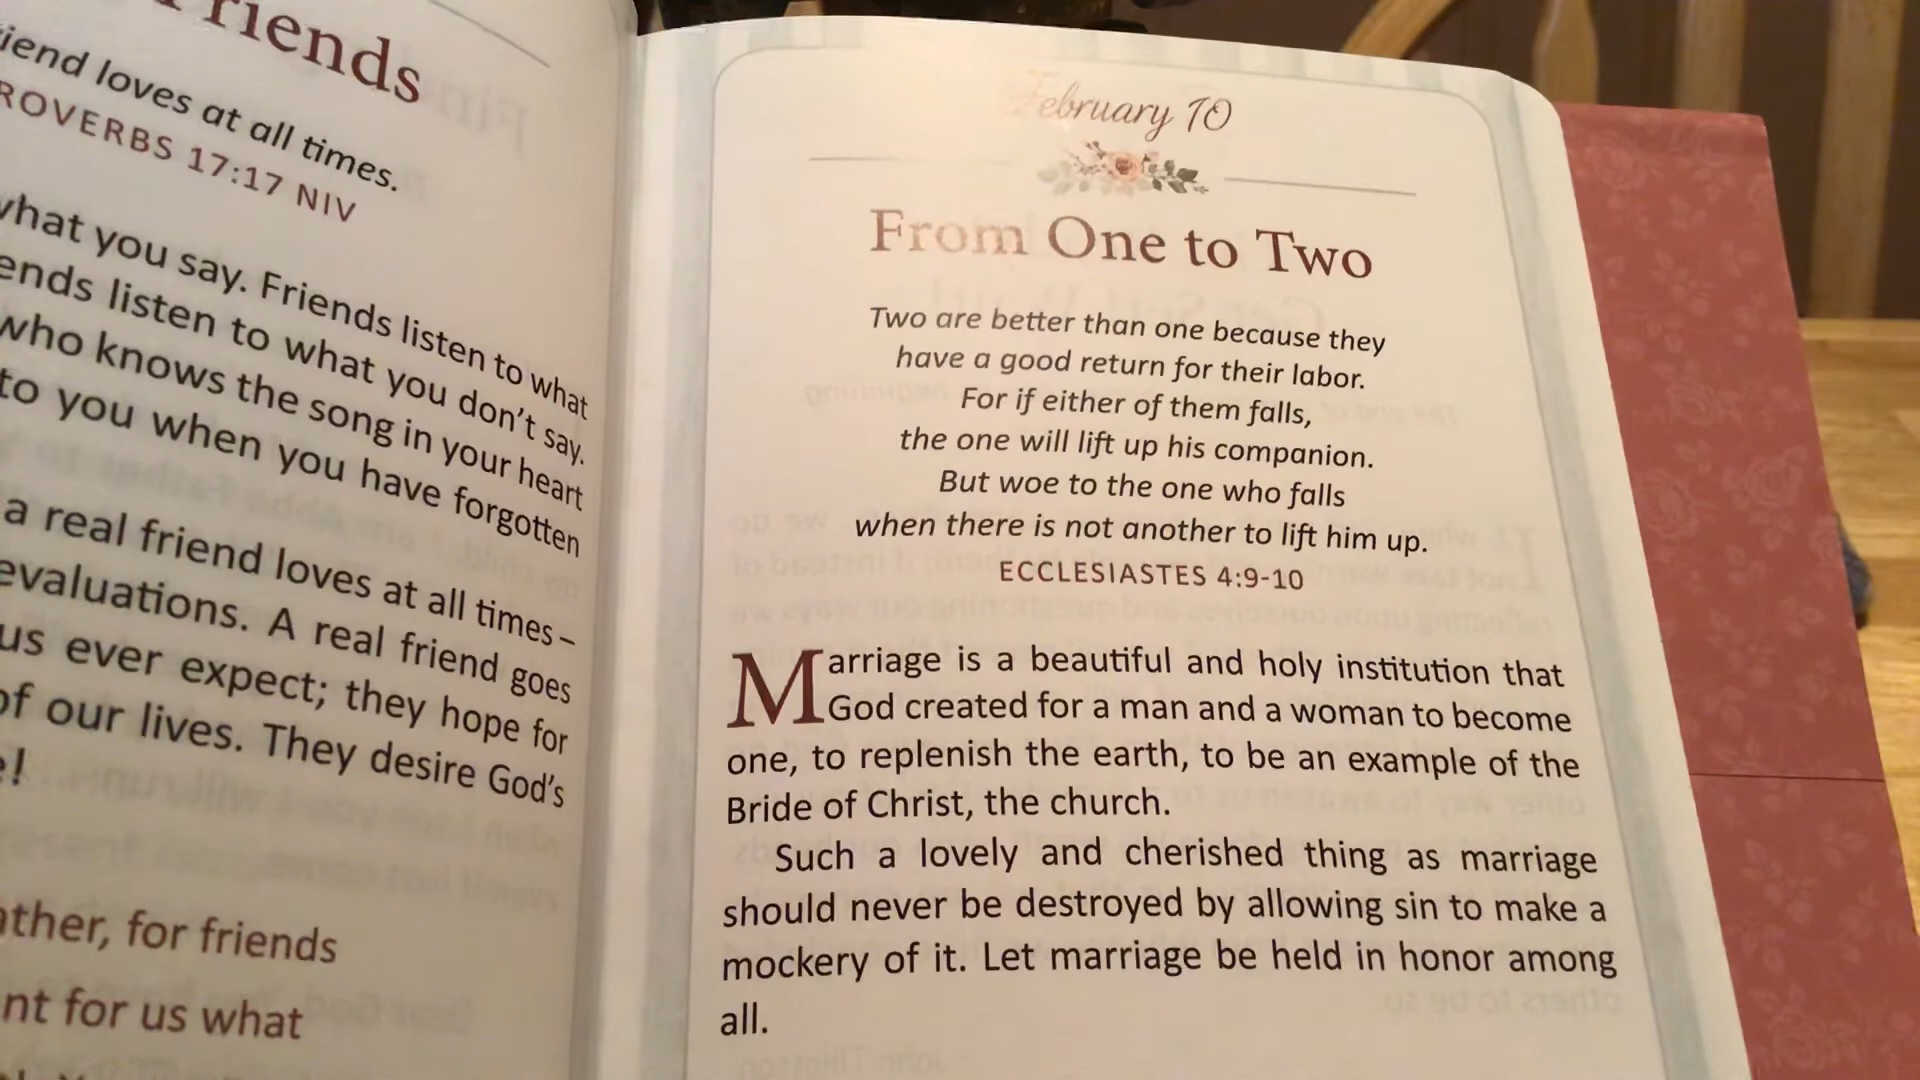 Friends
friend loves at all times.
PROVERBS 17:17 NIV
what you say. Friends listen to what
listen to what you don't say.
who knows the song in your heart
to you when you have forgotten
a real friend loves at all times –
evaluations. A real friend goes
us ever expect; they hope for
of our lives. They desire God's
for friends
for us what
February 10
From One to Two
Two are better than one because they
have a good return for their labor.
For if either of them falls,
the one will lift up his companion.
But woe to the one who falls
when there is not another to lift him up.
ECCLESIASTES 4:9-10
Marriage is a beautiful and holy institution that
God created for a man and a woman to become
one, to replenish the earth, to be an example of the
Bride of Christ, the church.
Such a lovely and cherished thing as marriage
should never be destroyed by allowing sin to make a
mockery of it. Let marriage be held in honor among
all.